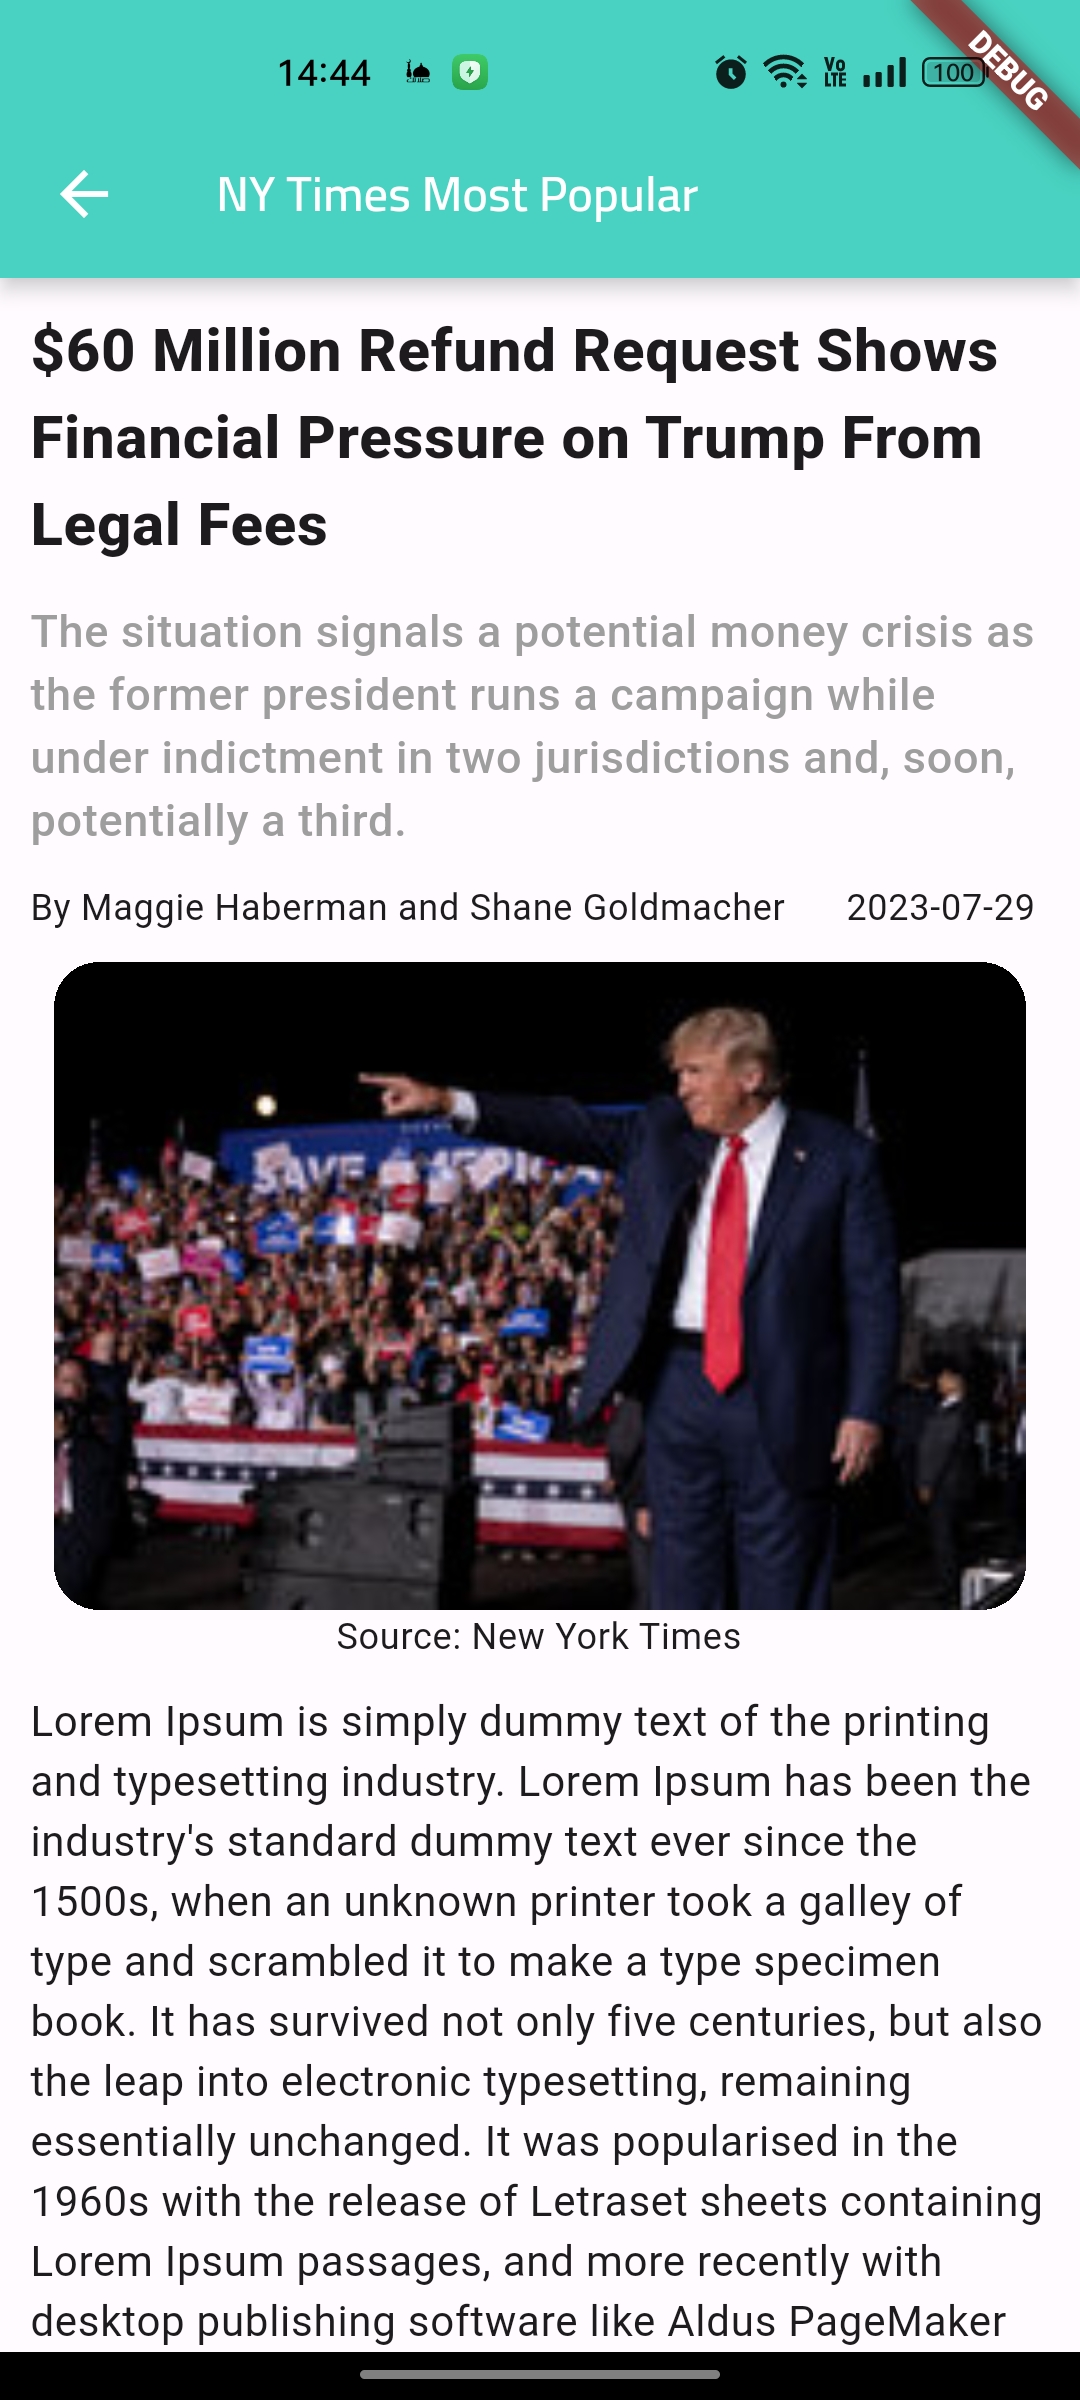 14:44
Vo
LTE
100
DEBUG
NY Times Most Popular
$60 Million Refund Request Shows
Financial Pressure on Trump From
Legal Fees
The situation signals a potential money crisis as
the former president runs a campaign while
under indictment in two jurisdictions and, soon,
potentially a third.
By Maggie Haberman and Shane Goldmacher 2023-07-29
SAVE
Source: New York Times
Lorem Ipsum is simply dummy text of the printing
and typesetting industry. Lorem Ipsum has been the
industry's standard dummy text ever since the
1500s, when an unknown printer took a galley of
type and scrambled it to make a type specimen
book. It has survived not only five centuries, but also
the leap into electronic typesetting, remaining
essentially unchanged. It was popularised in the
1960s with the release of Letraset sheets containing
Lorem Ipsum passages, and more recently with
desktop publishing software like Aldus PageMaker